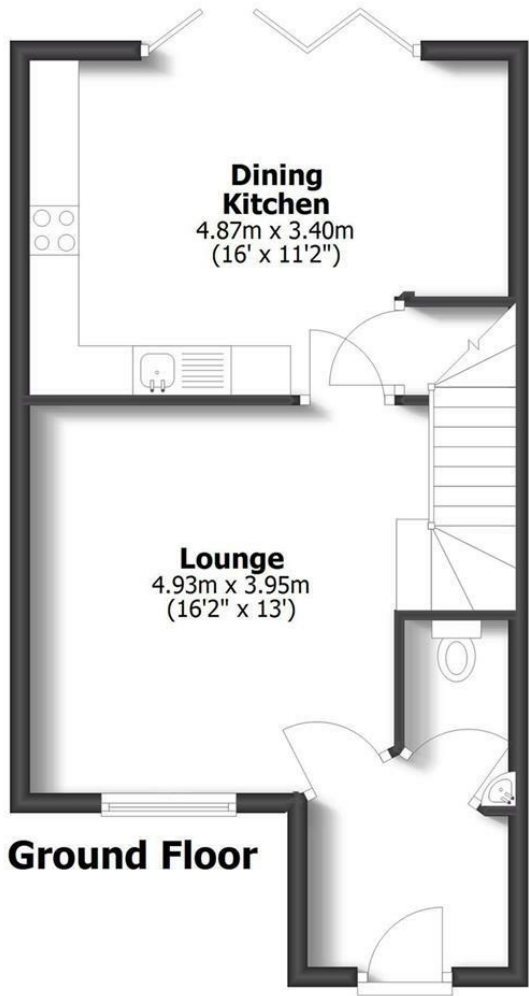 Dining
Kitchen
4.87m x 3.40m
(16' x 11'2")
Lounge
4.93m x 3.95m
(16'2" x 13')
Ground Floor